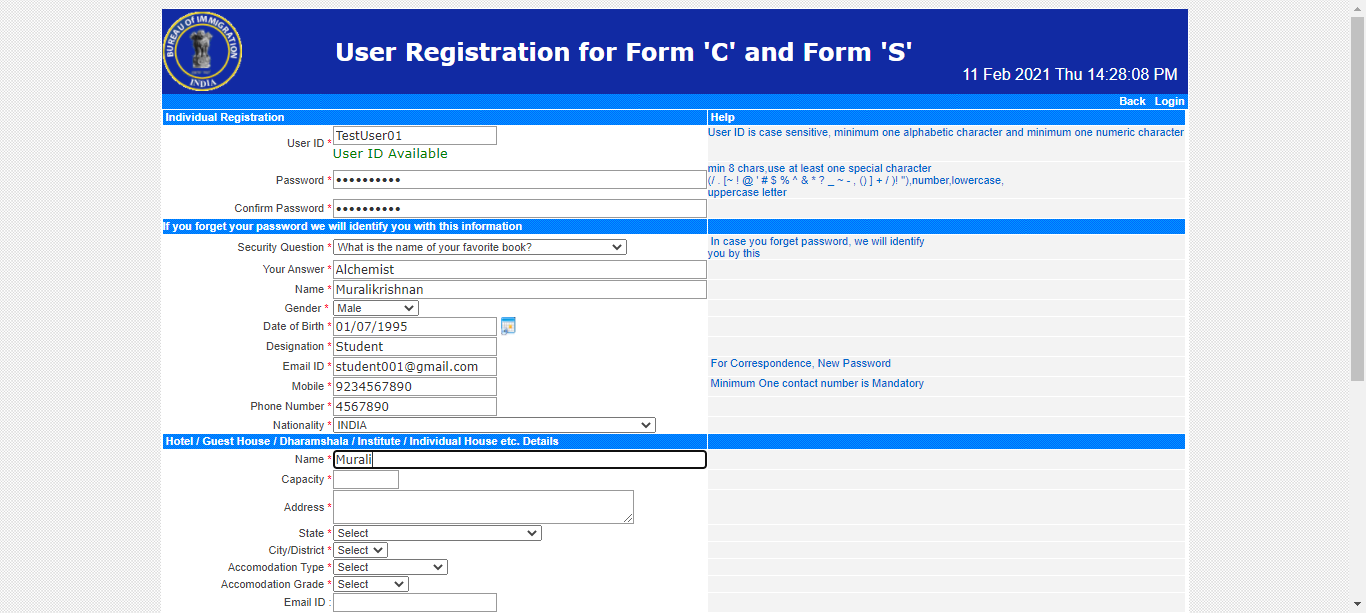 BUREAU OF IMMIGRATION
INDIA
User Registration for Form 'C' and Form 'S'
11 Feb 2021 Thu 14:28:08 PM
Back Login
Individual Registration Help
User ID * TestUser01 User ID is case sensitive, minimum one alphabetic character and minimum one numeric character
User ID Available
min 8 chars,use at least one special character
Password * •••••••••• (/ . [~ ! @ ' # $ % ^ & * ? _ ~ - , () ] + / )! "),number,lowercase,
uppercase letter
Confirm Password * ••••••••••
If you forget your password we will identify you with this information
Security Question * What is the name of your favorite book? In case you forget password, we will identify
you by this
Your Answer * Alchemist
Name * Muralikrishnan
Gender * Male
Date of Birth * 01/07/1995
Designation * Student
Email ID * student001@gmail.com For Correspondence, New Password
Mobile * 9234567890 Minimum One contact number is Mandatory
Phone Number * 4567890
Nationality * INDIA
Hotel / Guest House / Dharamshala / Institute / Individual House etc. Details
Name * Murali
Capacity *
Address *
State * Select
City/District * Select
Accomodation Type * Select
Accomodation Grade * Select
Email ID :